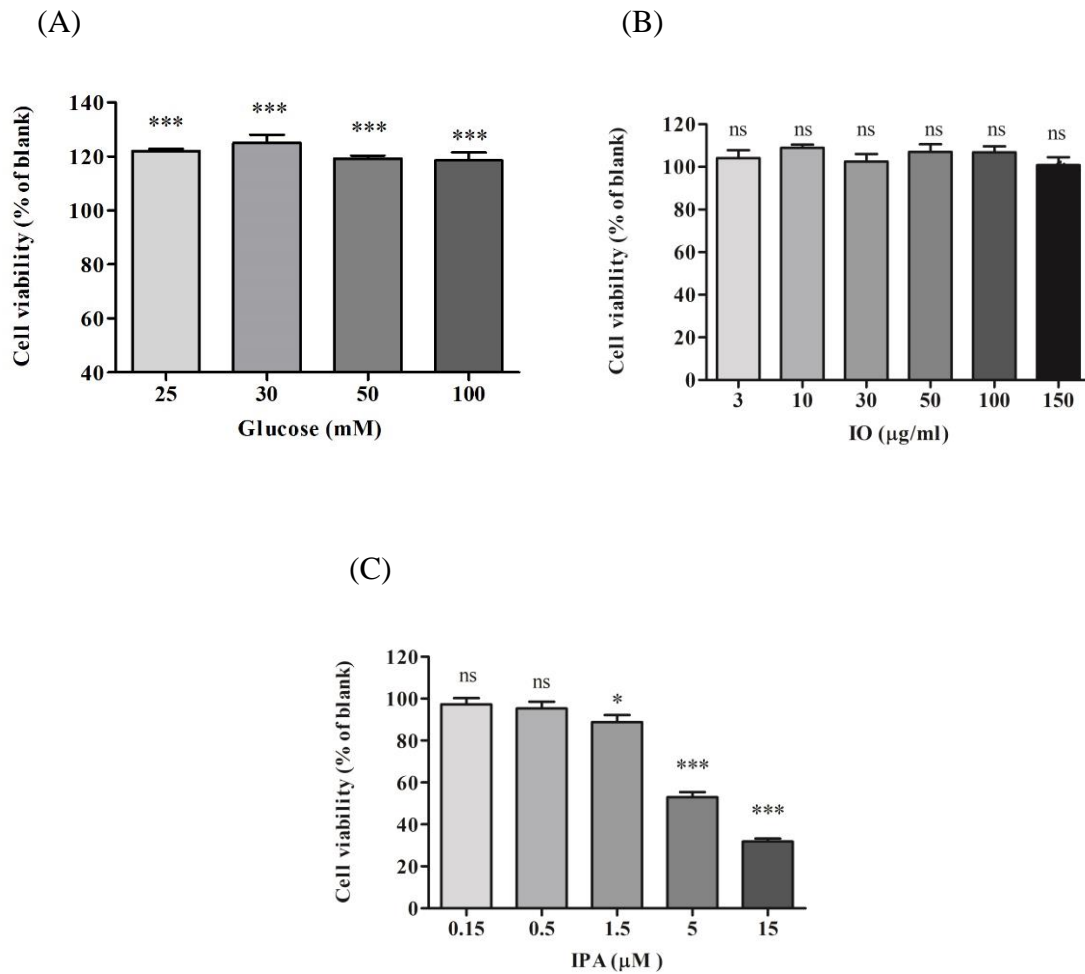 (A)
Cell viability (% of blank)
140
120
100
80
60
40
*** *** *** ***
25 30 50 100
Glucose (mM)
(B)
Cell viability (% of blank)
120
100
80
60
40
20
0
ns ns ns ns ns ns
3 10 30 50 100 150
IO (μg/ml)
(C)
Cell viability (% of blank)
120
100
80
60
40
20
0
ns ns * *** ***
0.15 0.5 1.5 5 15
IPA (μM )